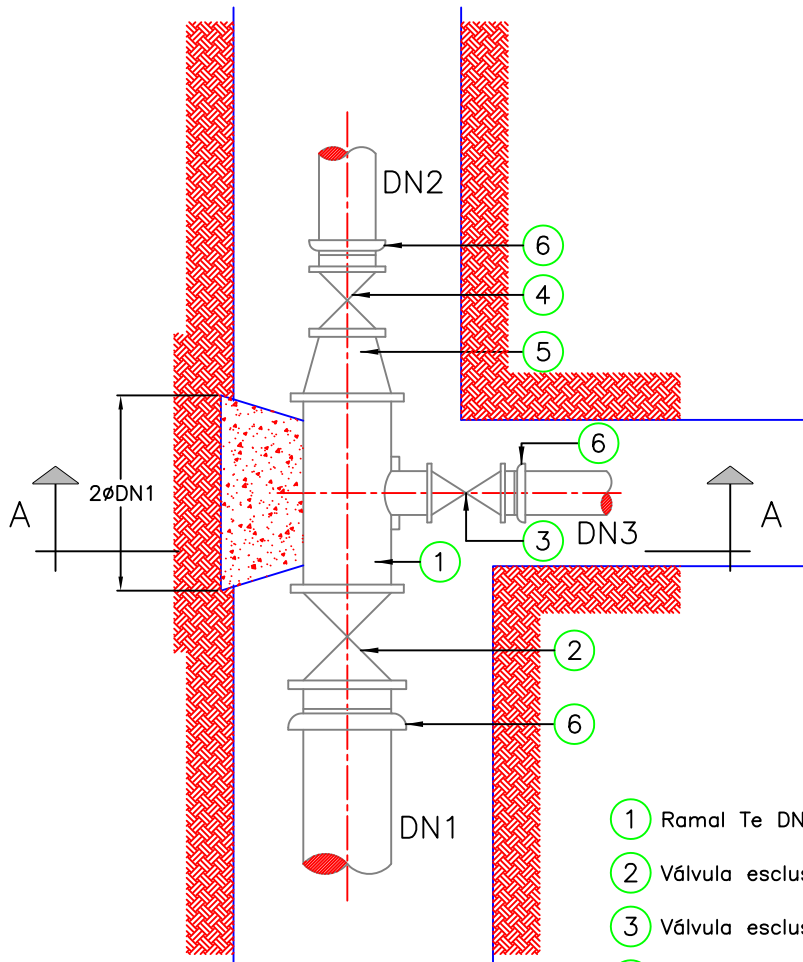 DN2
6
4
5
6
A
2øDN1
A
3
DN3
1
2
6
DN1
1 Ramal Te DN
2 Válvula esclus
3 Válvula esclus